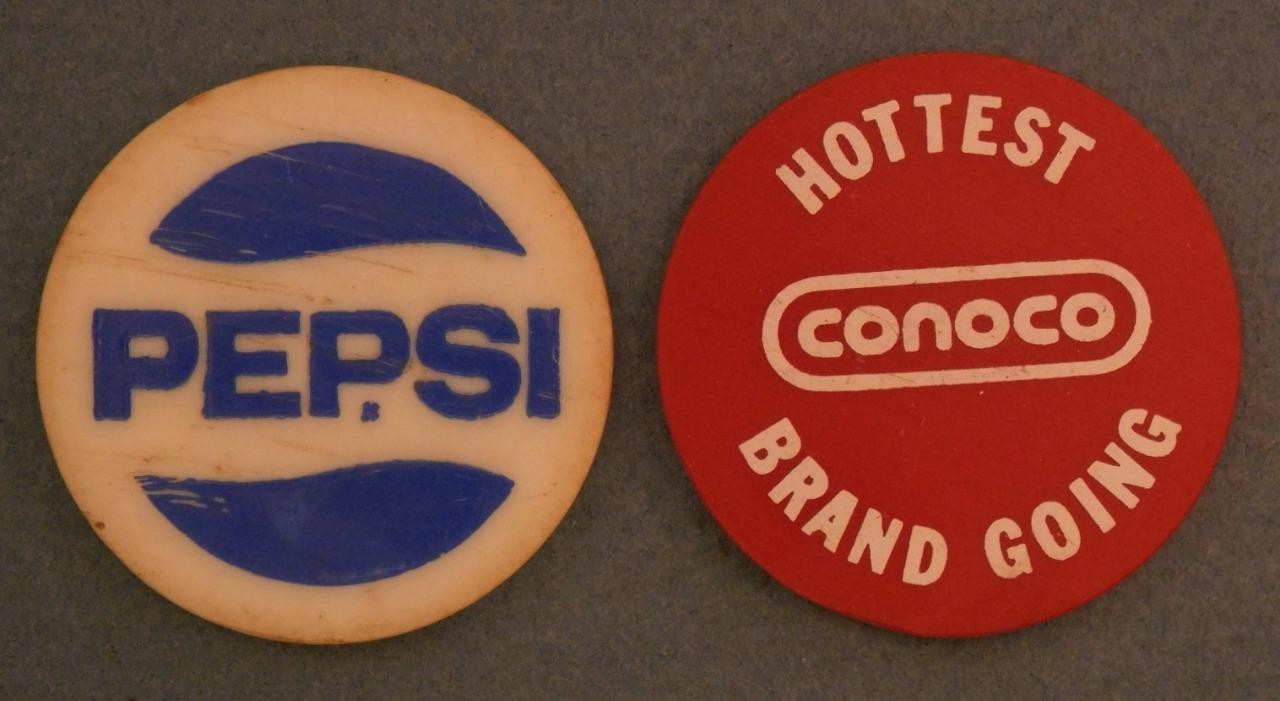 PEPSI
HOTTEST
conoco
BRAND GOING